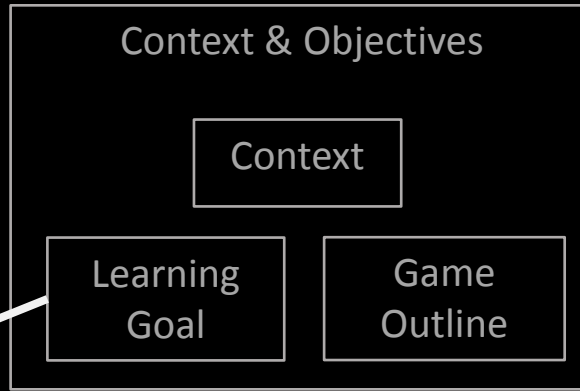 Context & Objectives
Context
Learning
Goal
Game
Outline